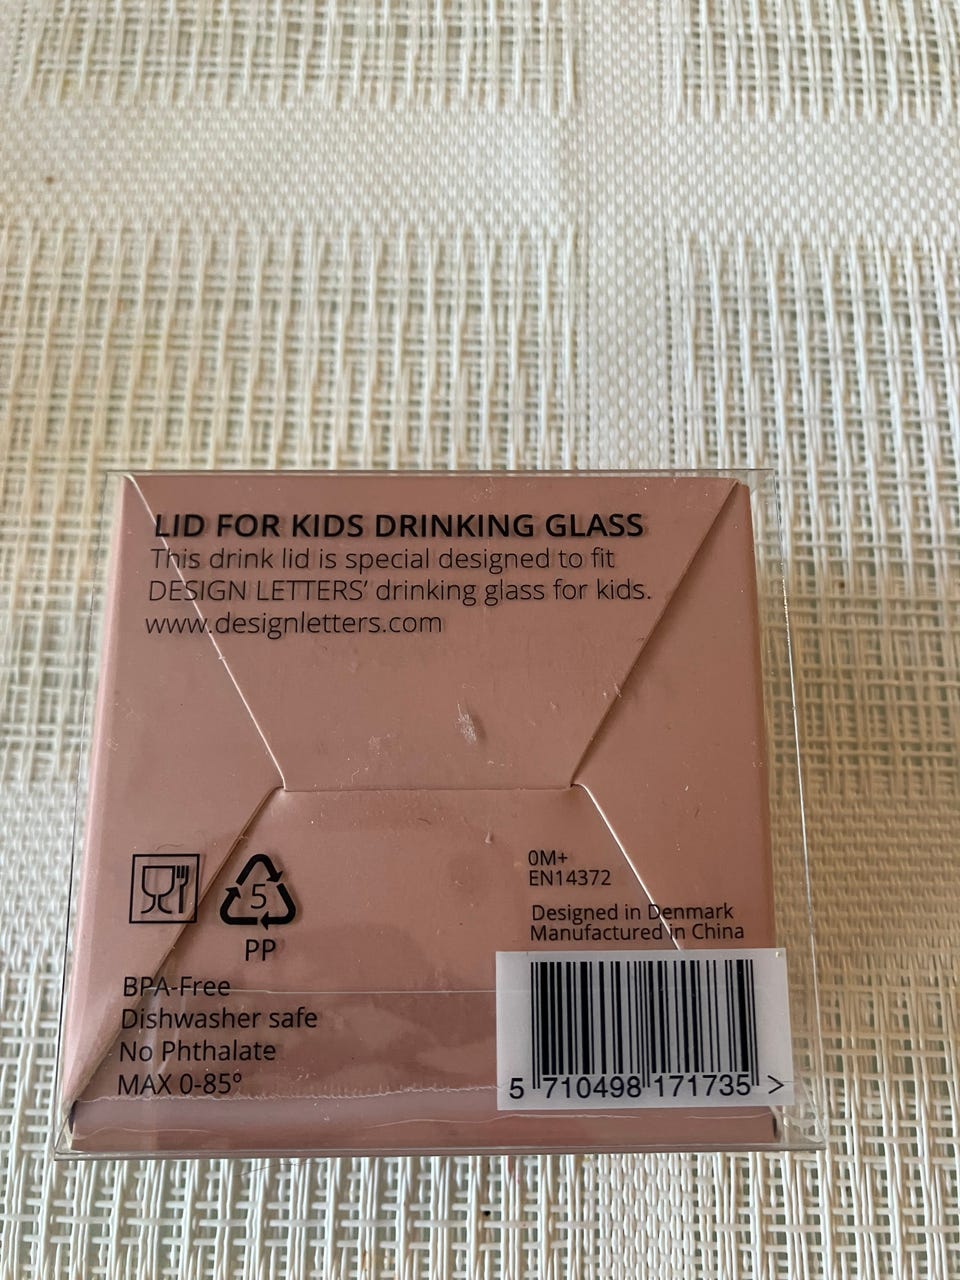 LID FOR KIDS DRINKING GLASS
This drink lid is special designed to fit
DESIGN LETTERS' drinking glass for kids.
www.designletters.com
5
PP
BPA-Free
Dishwasher safe
No Phthalate
MAX 0-85°
0M+
EN14372
Designed in Denmark
Manufactured in China
5 710498 171735 >